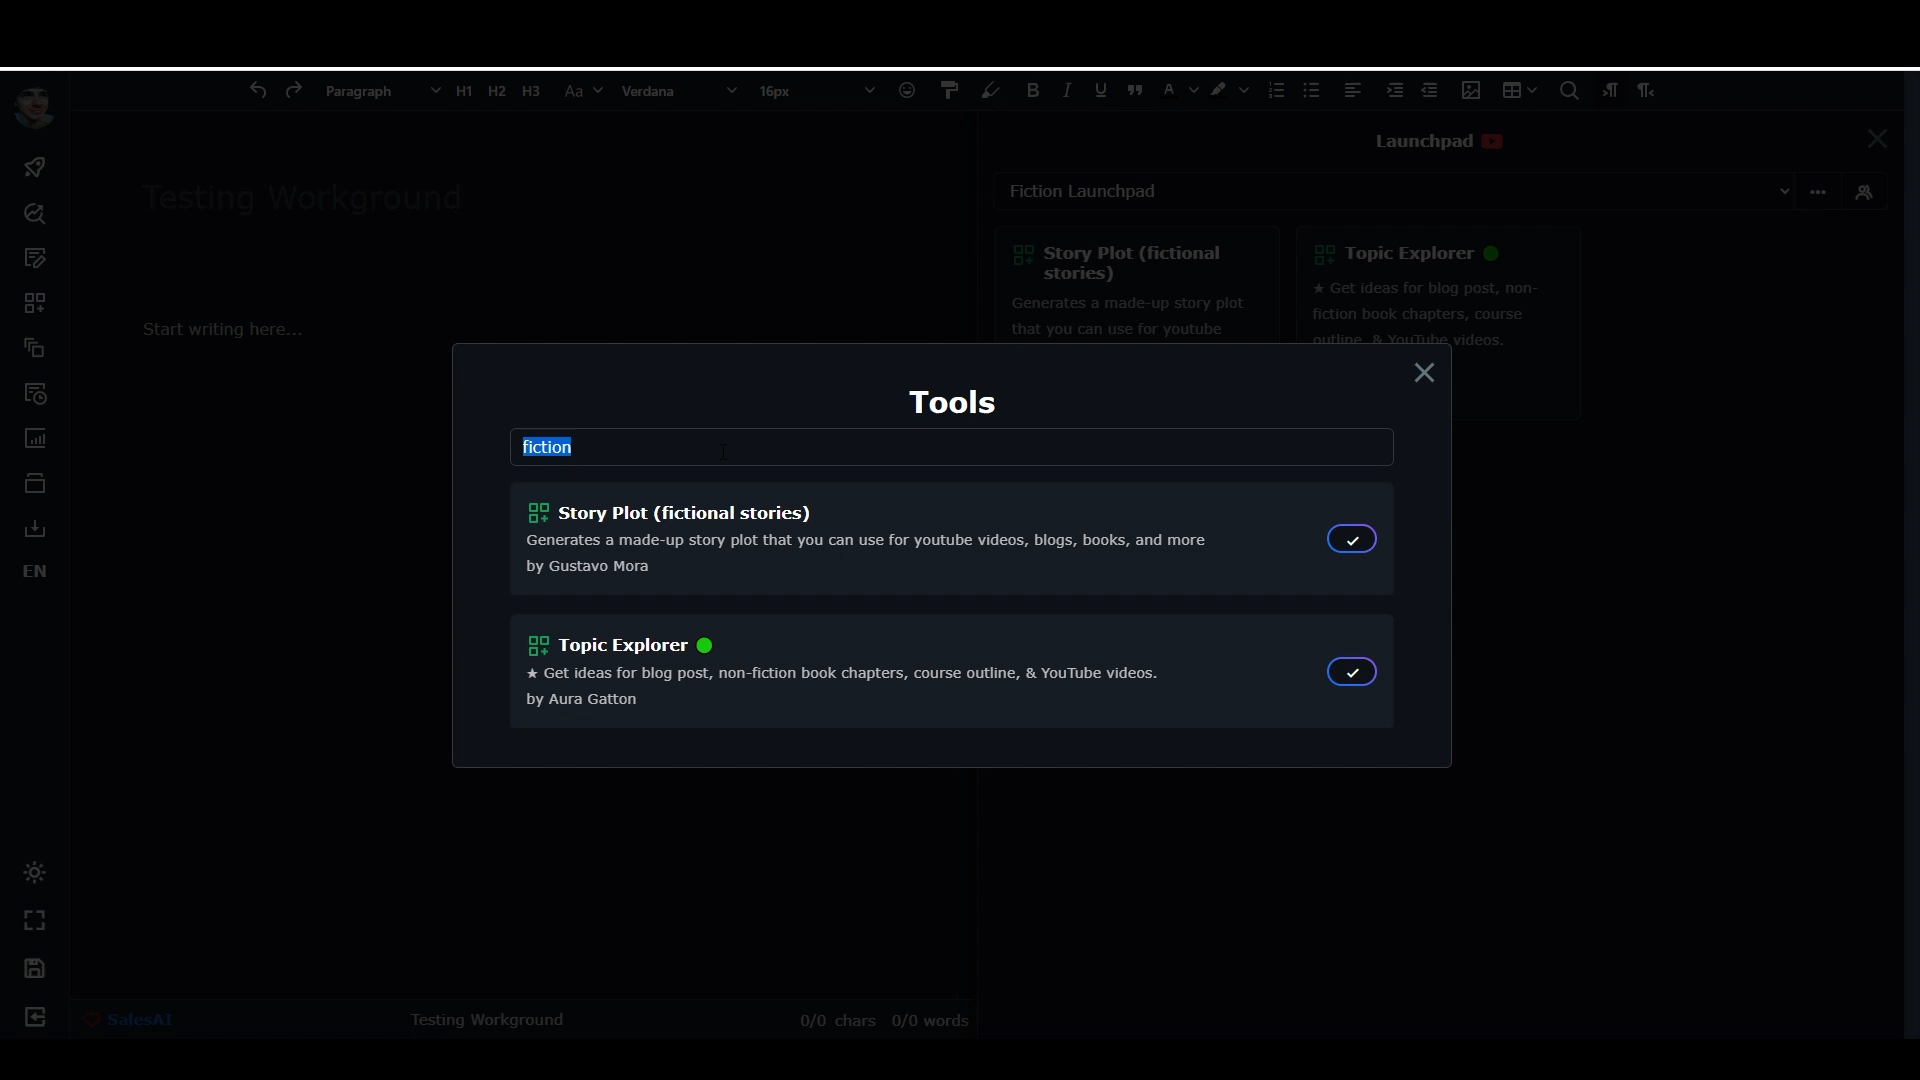 Paragraph H1 H2 H3 Aa Verdana 16px B I U A
Launchpad
Testing Workground
Fiction Launchpad
Story Plot (fictional stories)
Generates a made-up story plot
that you can use for youtube
Topic Explorer
★ Get ideas for blog post, non-
fiction book chapters, course
outline, & YouTube videos.
Start writing here...
Tools
fiction
Story Plot (fictional stories)
Generates a made-up story plot that you can use for youtube videos, blogs, books, and more
by Gustavo Mora
Topic Explorer
★ Get ideas for blog post, non-fiction book chapters, course outline, & YouTube videos.
by Aura Gatton
EN
SalesAI Testing Workground 0/0 chars 0/0 words